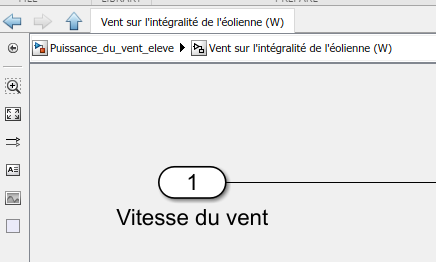 Vent sur l'intégralité de l'éolienne (W)
Puissance_du_vent_eleve Vent sur l'intégralité de l'éolienne (W)
1
Vitesse du vent